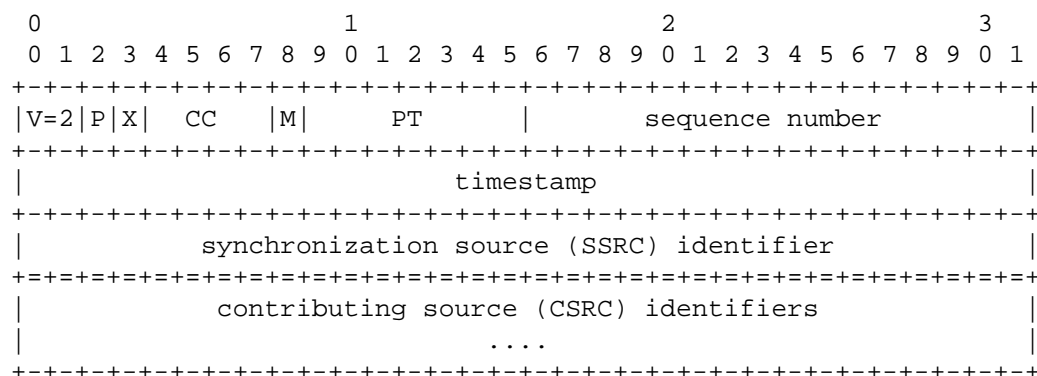 0                   1                   2                   3
 0 1 2 3 4 5 6 7 8 9 0 1 2 3 4 5 6 7 8 9 0 1 2 3 4 5 6 7 8 9 0 1
+-+-+-+-+-+-+-+-+-+-+-+-+-+-+-+-+-+-+-+-+-+-+-+-+-+-+-+-+-+-+-+-+
|V=2|P|X|  CC   |M|     PT      |       sequence number         |
+-+-+-+-+-+-+-+-+-+-+-+-+-+-+-+-+-+-+-+-+-+-+-+-+-+-+-+-+-+-+-+-+
|                           timestamp                           |
+-+-+-+-+-+-+-+-+-+-+-+-+-+-+-+-+-+-+-+-+-+-+-+-+-+-+-+-+-+-+-+-+
|           synchronization source (SSRC) identifier            |
+=+=+=+=+=+=+=+=+=+=+=+=+=+=+=+=+=+=+=+=+=+=+=+=+=+=+=+=+=+=+=+=+
|            contributing source (CSRC) identifiers             |
|                             ....                              |
+-+-+-+-+-+-+-+-+-+-+-+-+-+-+-+-+-+-+-+-+-+-+-+-+-+-+-+-+-+-+-+-+